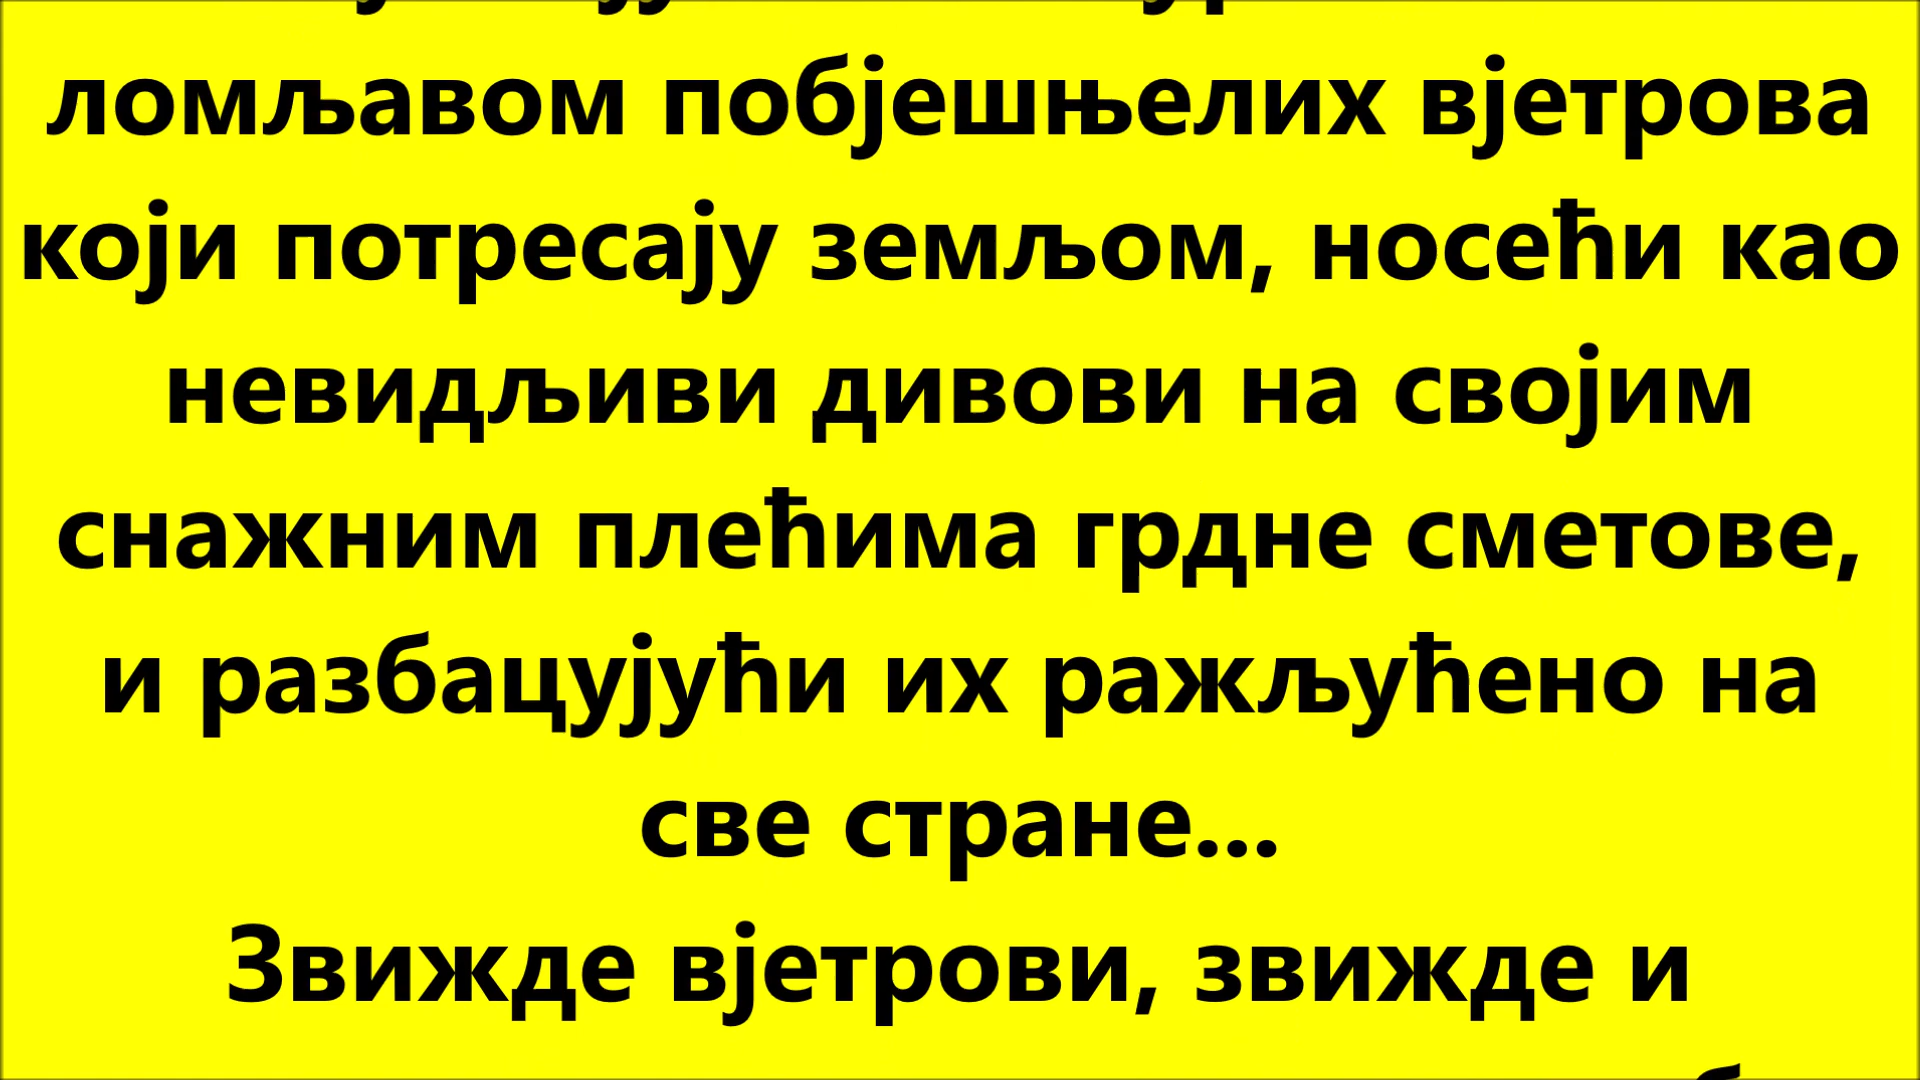 ломљавом побјешњелих вјетрова
који потресају земљом, носећи као
невидљиви дивови на својим
снажним плећима грдне сметове,
и разбацујући их ражљућено на
све стране...
Звижде вјетрови, звижде и